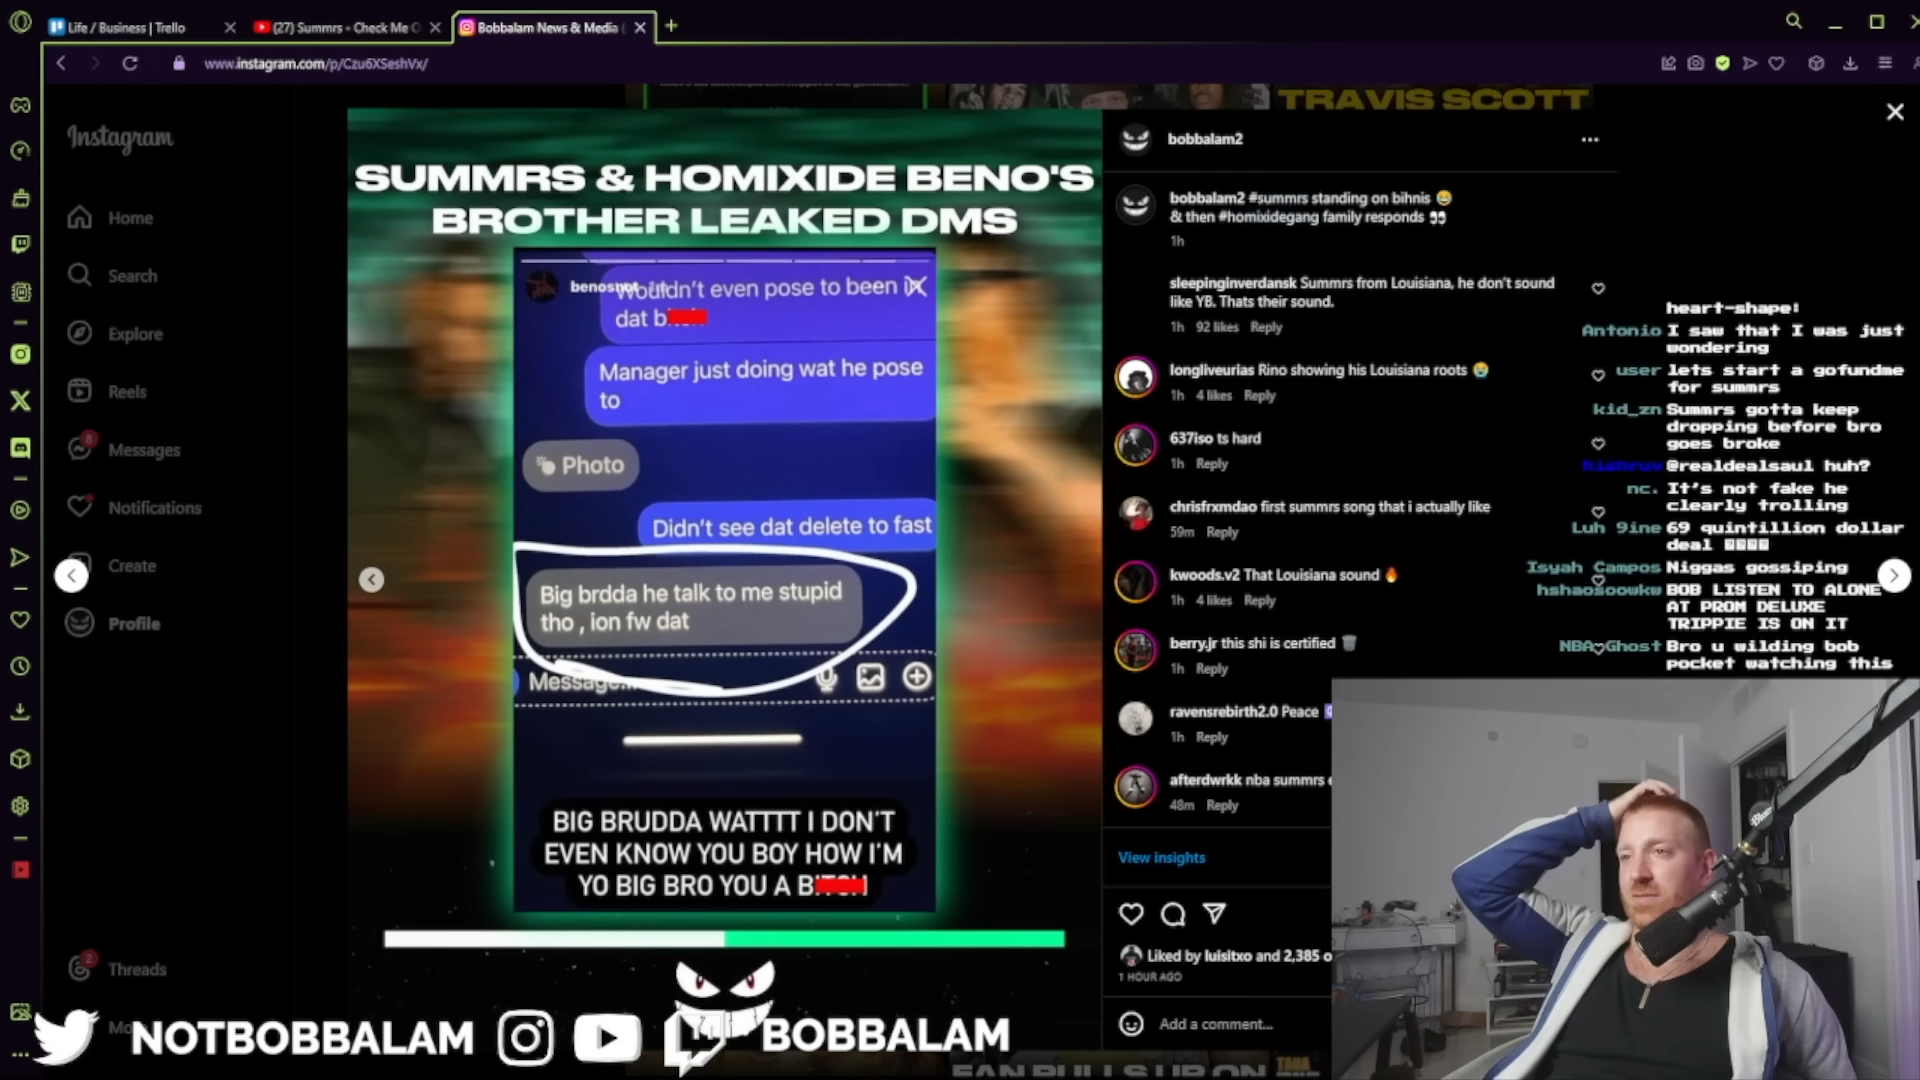 Life / Business | Trello
(27) Summrs - Check Me O
Bobbalam News & Media
www.instagram.com/p/Czu6XSeshVx/
TRAVIS SCOTT
Instagram
Home
Search
Explore
Reels
8
Messages
Notifications
Create
Profile
2
Threads
Mo
SUMMRS & HOMIXIDE BENO'S
BROTHER LEAKED DMS
Wouldn't even pose to been in
dat b
Manager just doing wat he pose
to
Photo
Didn't see dat delete to fast
Big brdda he talk to me stupid
tho , ion fw dat
Message...
BIG BRUDDA WATTTT I DON'T
EVEN KNOW YOU BOY HOW I'M
YO BIG BRO YOU A BITCH
NOTBOBBALAM
BOBBALAM
bobbalam2
bobbalam2 #summrs standing on bihnis 😂
& then #homixidegang family responds 👀
1h
sleepinginverdansk Summrs from Louisiana, he don't sound
like YB. Thats their sound.
1h 92 likes Reply
longliveurias Rino showing his Louisiana roots 😭
1h 4 likes Reply
637iso ts hard
1h Reply
chrisfrxmdao first summrs song that i actually like
59m Reply
kwoods.v2 That Louisiana sound 🔥
1h 4 likes Reply
berry.jr this shi is certified 🗑️
1h Reply
ravensrebirth2.0 Peace
1h Reply
afterdwrkk nba summrs
48m Reply
View insights
Liked by luisitxo and 2,385 o
1 HOUR AGO
Add a comment...
heart-shape:
Antonio I saw that I was just
wondering
user lets start a gofundme
for summrs
kid_zn Summrs gotta keep
dropping before bro
goes broke
@realdealsaul huh?
nc. It's not fake he
clearly trolling
Luh 9ine 69 quintillion dollar
deal
Isyah Campos Niggas gossiping
hshaosoowkw BOB LISTEN TO ALONE
AT PROM DELUXE
TRIPPIE IS ON IT
NBA Ghost Bro u wilding bob
pocket watching this
FAN PULLS UP ON